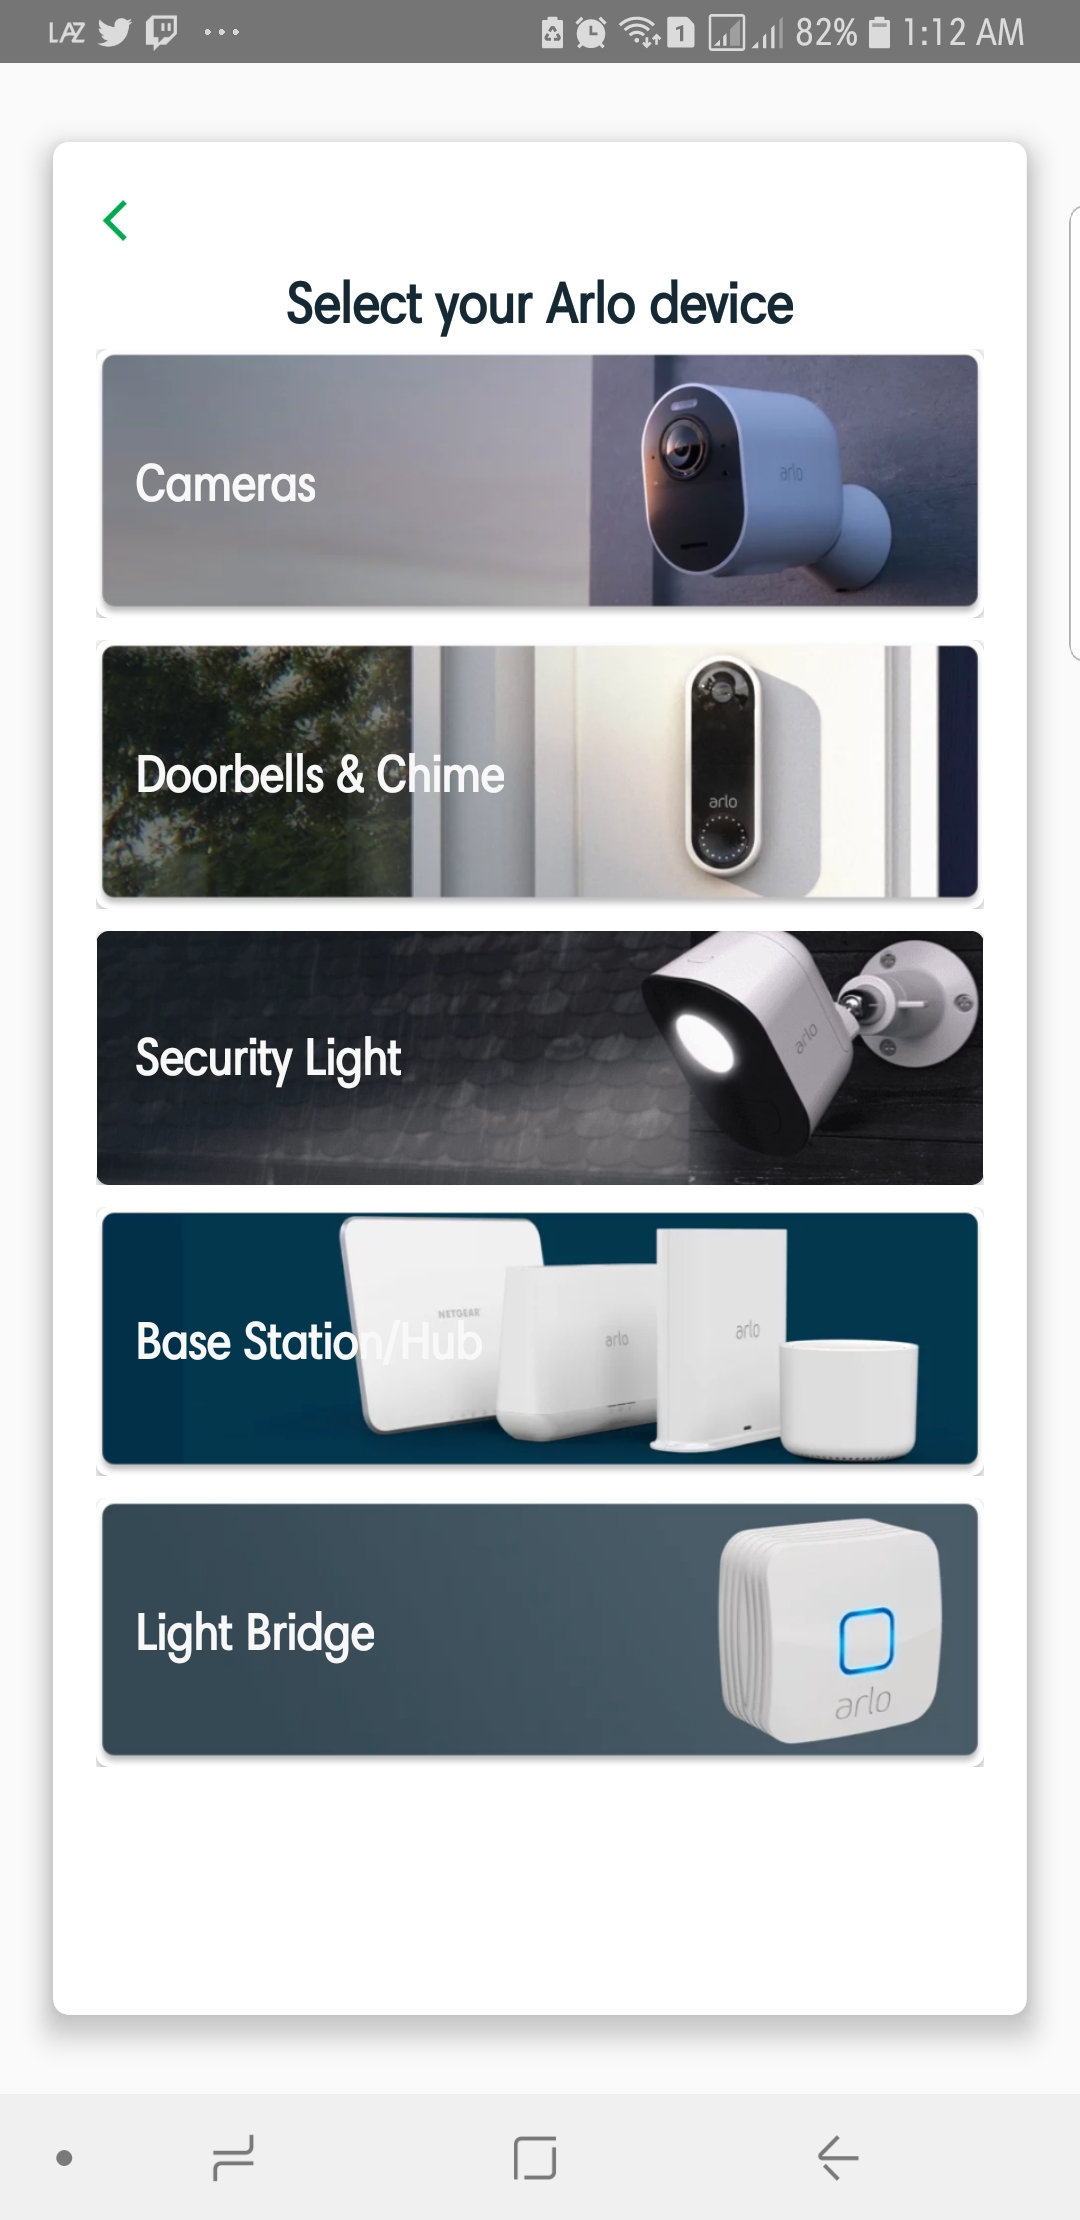 LAZ
1 82% 1:12 AM
Select your Arlo device
Cameras
arlo
Doorbells & Chime
arlo
Security Light
arlo
NETGEAR
Base Station/Hub
arlo
arlo
Light Bridge
arlo